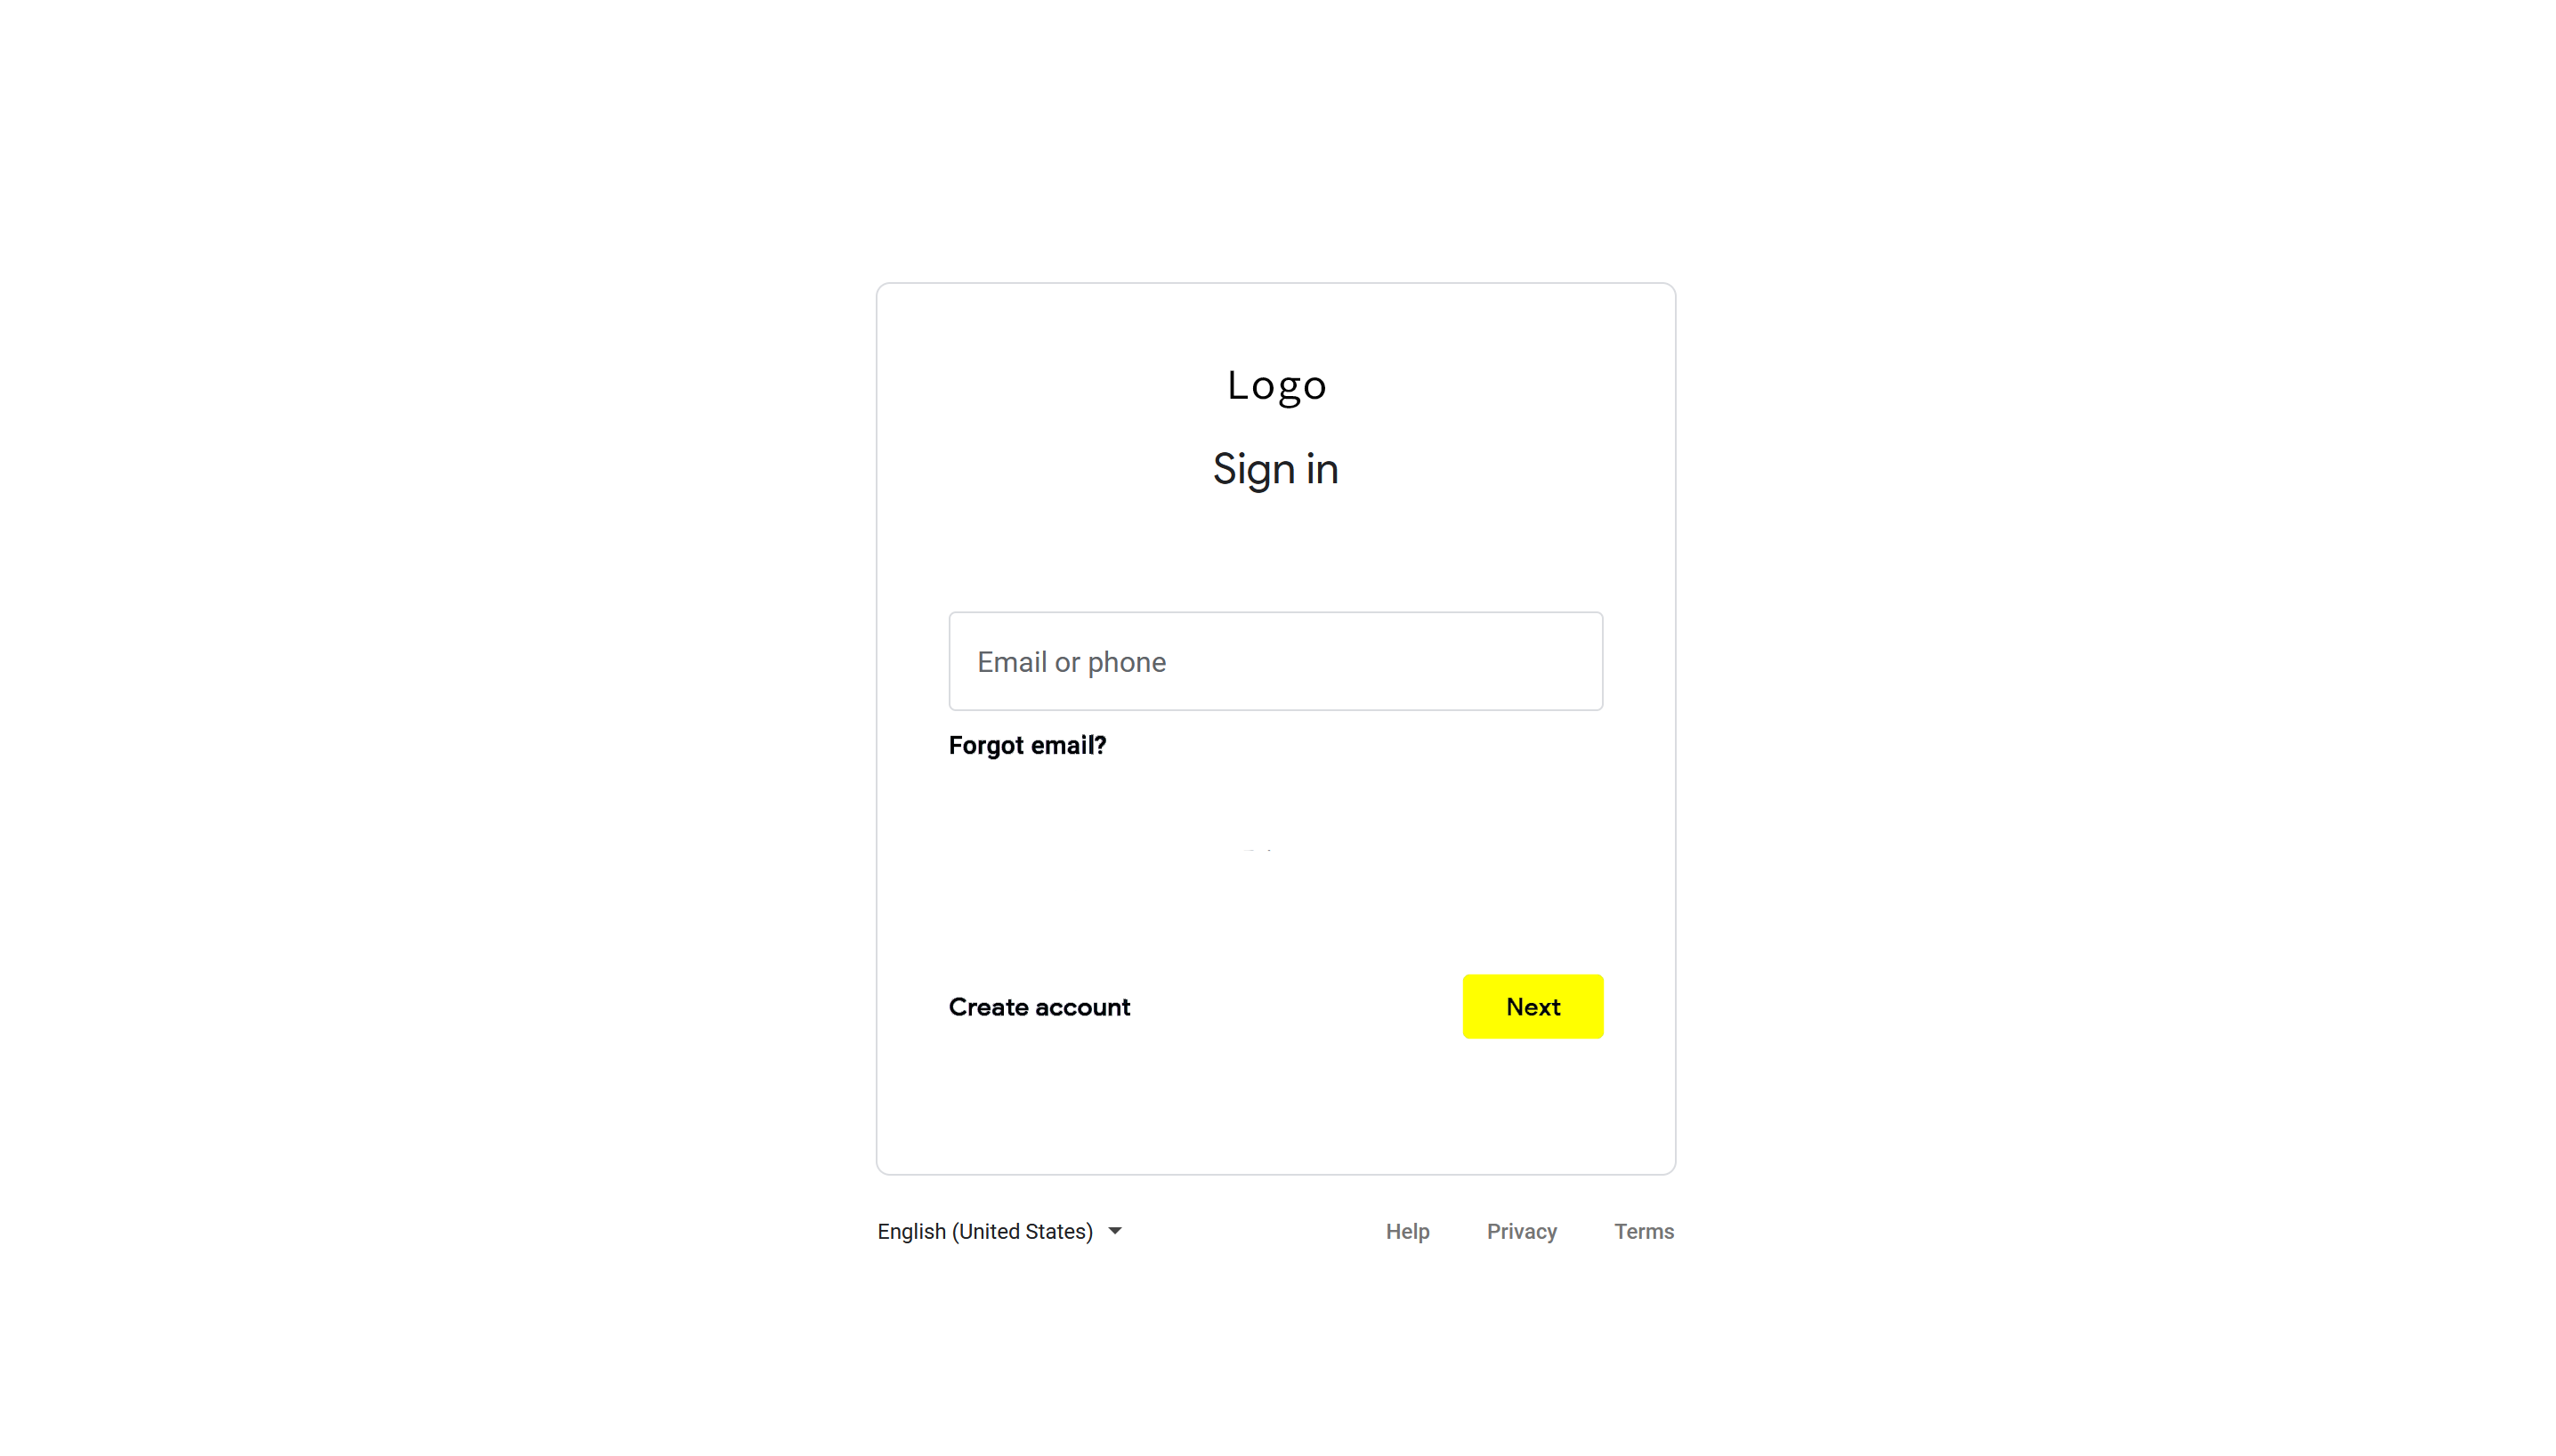 Logo
Sign in
Email or phone
Forgot email?
Create account
Next
English (United States)
Help
Privacy
Terms